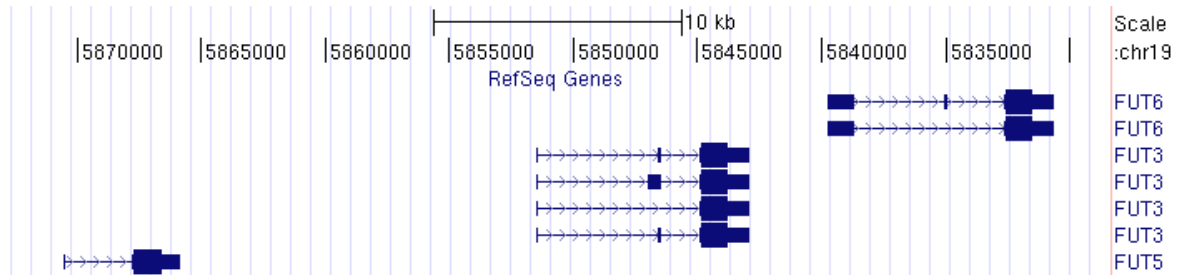 10 kb Scale
|5870000 |5865000 |5860000 |5855000 |5850000 |5845000 |5840000 |5835000 | :chr19
RefSeq Genes
FUT6
FUT6
FUT3
FUT3
FUT3
FUT3
FUT5